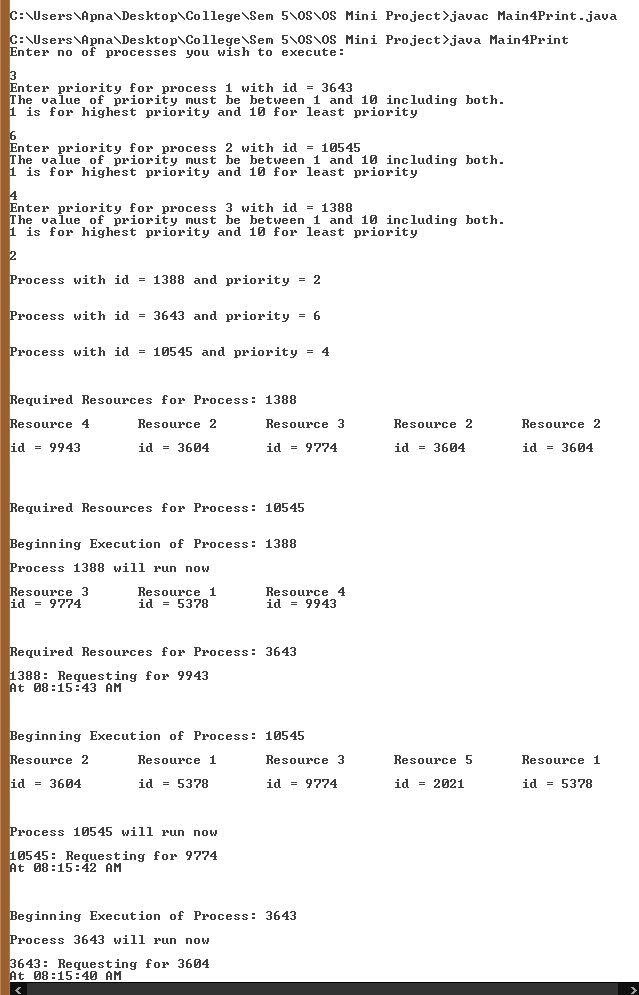 C:\Users\Apna\Desktop\College\Sem 5\OS\OS Mini Project>javac Main4Print.java
C:\Users\Apna\Desktop\College\Sem 5\OS\OS Mini Project>java Main4Print
Enter no of processes you wish to execute:
3
Enter priority for process 1 with id = 3643
The value of priority must be between 1 and 10 including both.
1 is for highest priority and 10 for least priority
6
Enter priority for process 2 with id = 10545
The value of priority must be between 1 and 10 including both.
1 is for highest priority and 10 for least priority
4
Enter priority for process 3 with id = 1388
The value of priority must be between 1 and 10 including both.
1 is for highest priority and 10 for least priority
2
Process with id = 1388 and priority = 2
Process with id = 3643 and priority = 6
Process with id = 10545 and priority = 4
Required Resources for Process: 1388
Resource 4 Resource 2 Resource 3 Resource 2 Resource 2
id = 9943 id = 3604 id = 9774 id = 3604 id = 3604
Required Resources for Process: 10545
Beginning Execution of Process: 1388
Process 1388 will run now
Resource 3 Resource 1 Resource 4
id = 9774 id = 5378 id = 9943
Required Resources for Process: 3643
1388: Requesting for 9943
At 08:15:43 AM
Beginning Execution of Process: 10545
Resource 2 Resource 1 Resource 3 Resource 5 Resource 1
id = 3604 id = 5378 id = 9774 id = 2021 id = 5378
Process 10545 will run now
10545: Requesting for 9774
At 08:15:42 AM
Beginning Execution of Process: 3643
Process 3643 will run now
3643: Requesting for 3604
At 08:15:40 AM